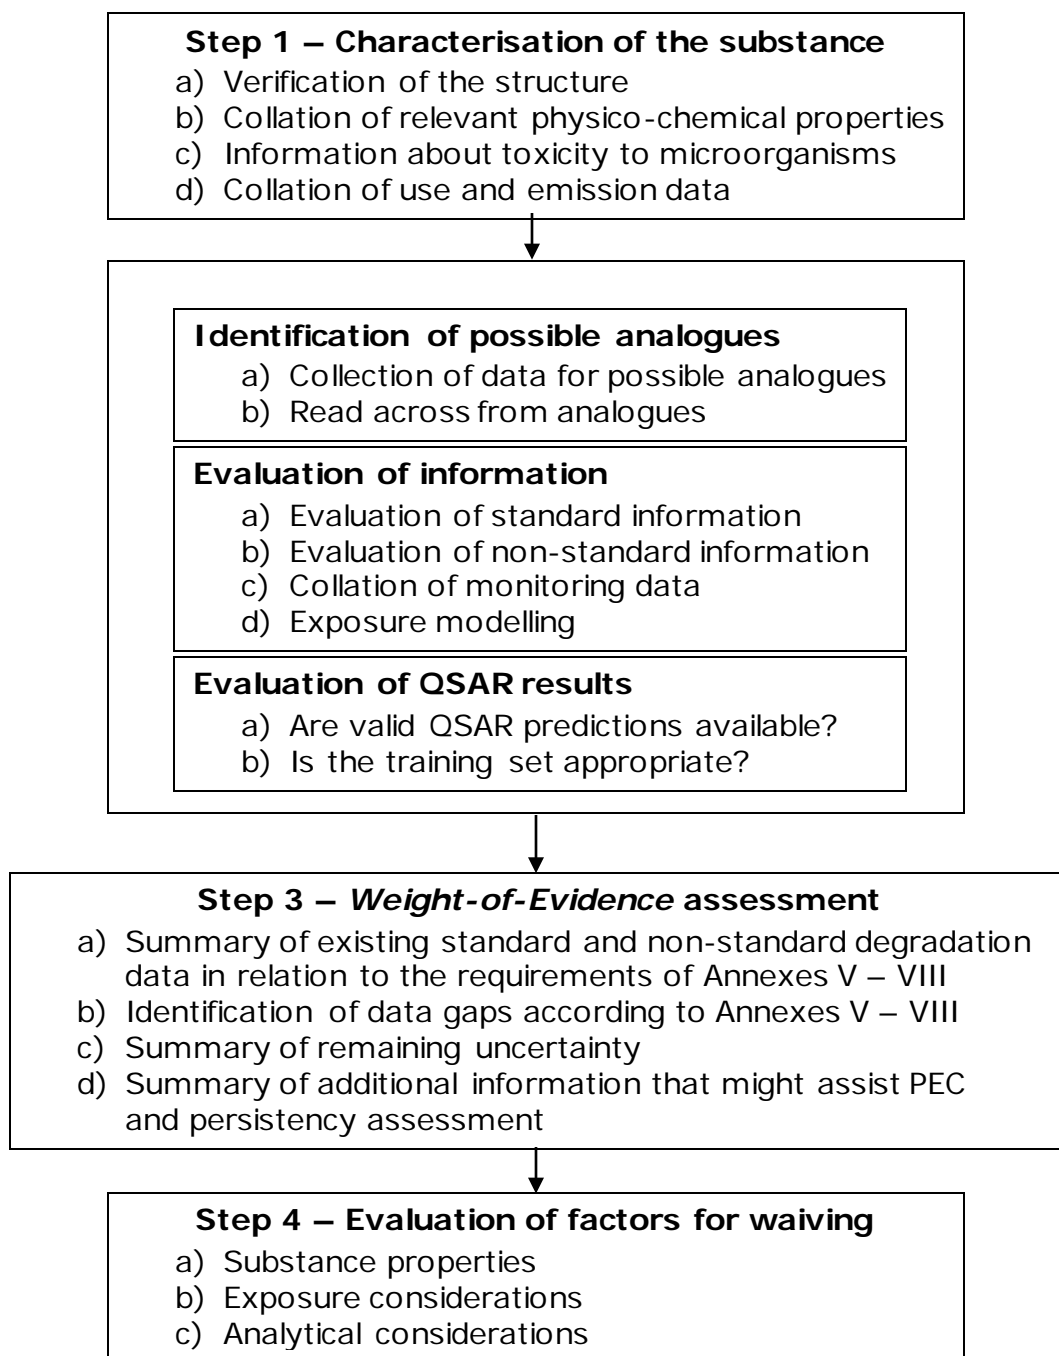 Step 1 – Characterisation of the substance
a) Verification of the structure
b) Collation of relevant physico-chemical properties
c) Information about toxicity to microorganisms
d) Collation of use and emission data
Identification of possible analogues
a) Collection of data for possible analogues
b) Read across from analogues
Evaluation of information
a) Evaluation of standard information
b) Evaluation of non-standard information
c) Collation of monitoring data
d) Exposure modelling
Evaluation of QSAR results
a) Are valid QSAR predictions available?
b) Is the training set appropriate?
Step 3 – Weight-of-Evidence assessment
a) Summary of existing standard and non-standard degradation
data in relation to the requirements of Annexes V – VIII
b) Identification of data gaps according to Annexes V – VIII
c) Summary of remaining uncertainty
d) Summary of additional information that might assist PEC
and persistency assessment
Step 4 – Evaluation of factors for waiving
a) Substance properties
b) Exposure considerations
c) Analytical considerations